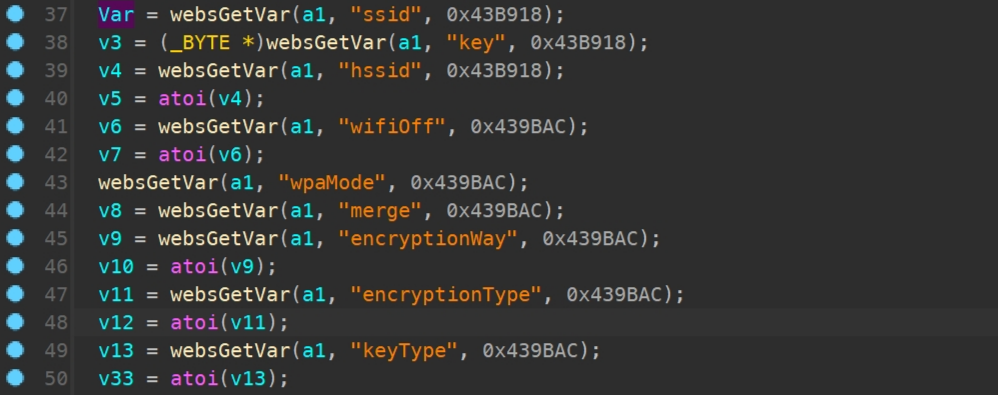 37 Var = websGetVar(a1, "ssid", 0x43B918);
38 v3 = (_BYTE *)websGetVar(a1, "key", 0x43B918);
39 v4 = websGetVar(a1, "hssid", 0x43B918);
40 v5 = atoi(v4);
41 v6 = websGetVar(a1, "wifiOff", 0x439BAC);
42 v7 = atoi(v6);
43 websGetVar(a1, "wpaMode", 0x439BAC);
44 v8 = websGetVar(a1, "merge", 0x439BAC);
45 v9 = websGetVar(a1, "encryptionWay", 0x439BAC);
46 v10 = atoi(v9);
47 v11 = websGetVar(a1, "encryptionType", 0x439BAC);
48 v12 = atoi(v11);
49 v13 = websGetVar(a1, "keyType", 0x439BAC);
50 v33 = atoi(v13);